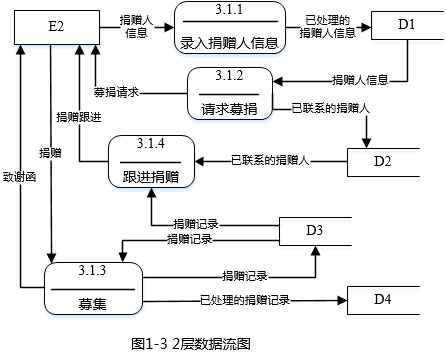 E2
捐赠人
信息
3.1.1
录入捐赠人信息
已处理的
捐赠人信息
D1
3.1.2
请求募捐
捐赠人信息
募捐请求
已联系的捐赠人
捐赠跟进
捐赠
3.1.4
跟进捐赠
已联系的捐赠人
D2
致谢函
捐赠记录
捐赠记录
D3
3.1.3
募集
捐赠记录
已处理的捐赠记录
D4
图1-3 2层数据流图